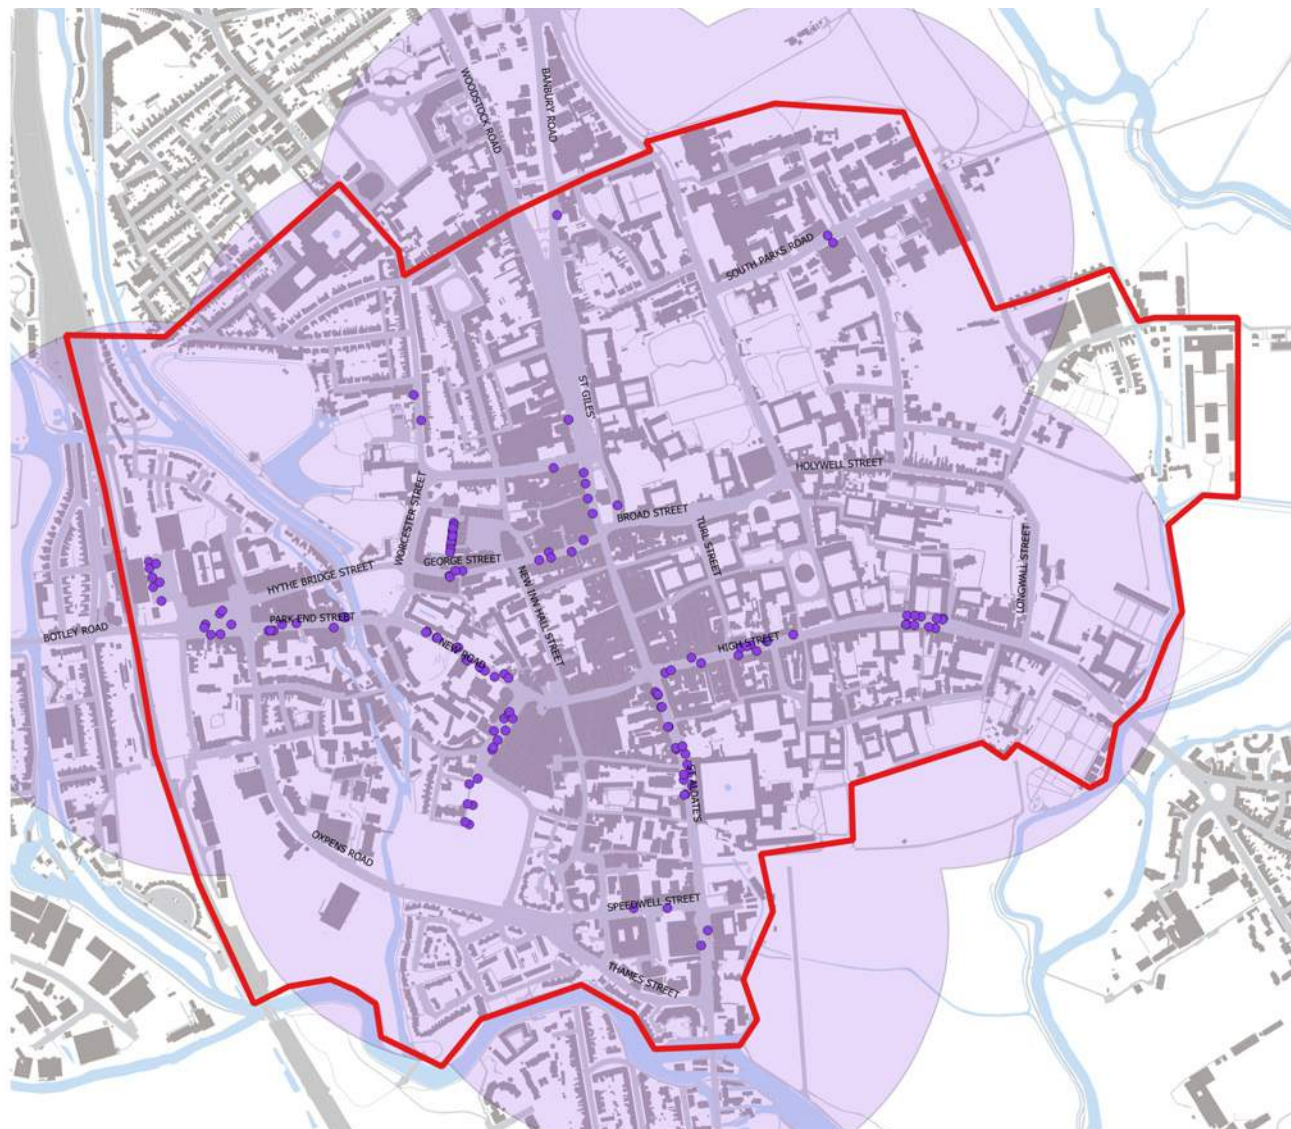 WOODSTOCK ROAD
BANBURY ROAD
SOUTH PARKS ROAD
ST GILES'
HOLYWELL STREET
WORCESTER STREET
BROAD STREET
TURL STREET
LONGWALL STREET
GEORGE STREET
HYTHE BRIDGE STREET
NEW INN HALL STREET
PARK END STREET
BOTLEY ROAD
NEW ROAD
HIGH STREET
ST ALDATE'S
OXPENS ROAD
SPEEDWELL STREET
THAMES STREET